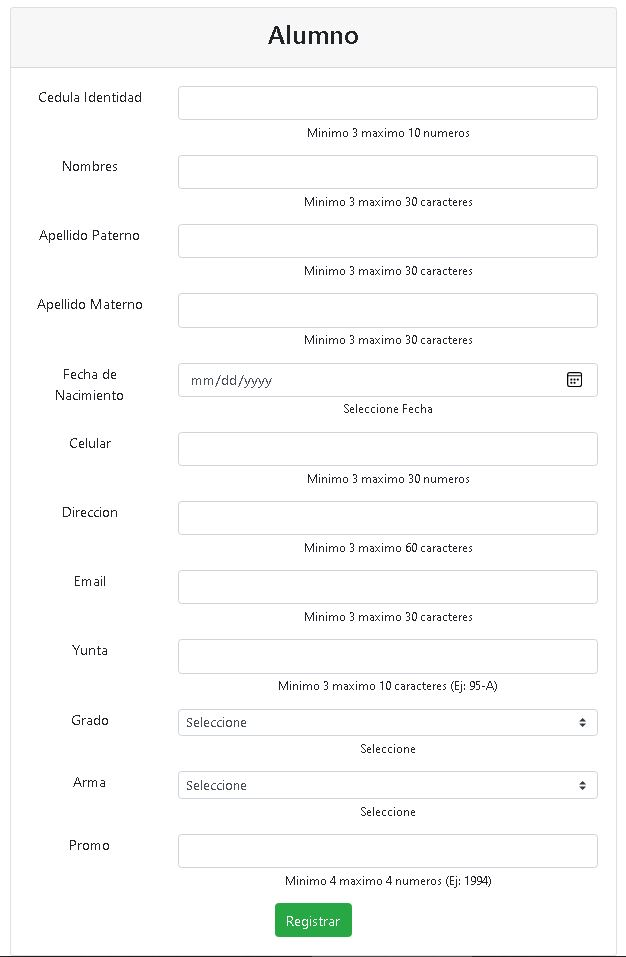 Alumno
Cedula Identidad
Minimo 3 maximo 10 numeros
Nombres
Minimo 3 maximo 30 caracteres
Apellido Paterno
Minimo 3 maximo 30 caracteres
Apellido Materno
Minimo 3 maximo 30 caracteres
Fecha de
Nacimiento
mm/dd/yyyy
Seleccione Fecha
Celular
Minimo 3 maximo 30 numeros
Direccion
Minimo 3 maximo 60 caracteres
Email
Minimo 3 maximo 30 caracteres
Yunta
Minimo 3 maximo 10 caracteres (Ej: 95-A)
Grado
Seleccione
Seleccione
Arma
Seleccione
Seleccione
Promo
Minimo 4 maximo 4 numeros (Ej: 1994)
Registrar